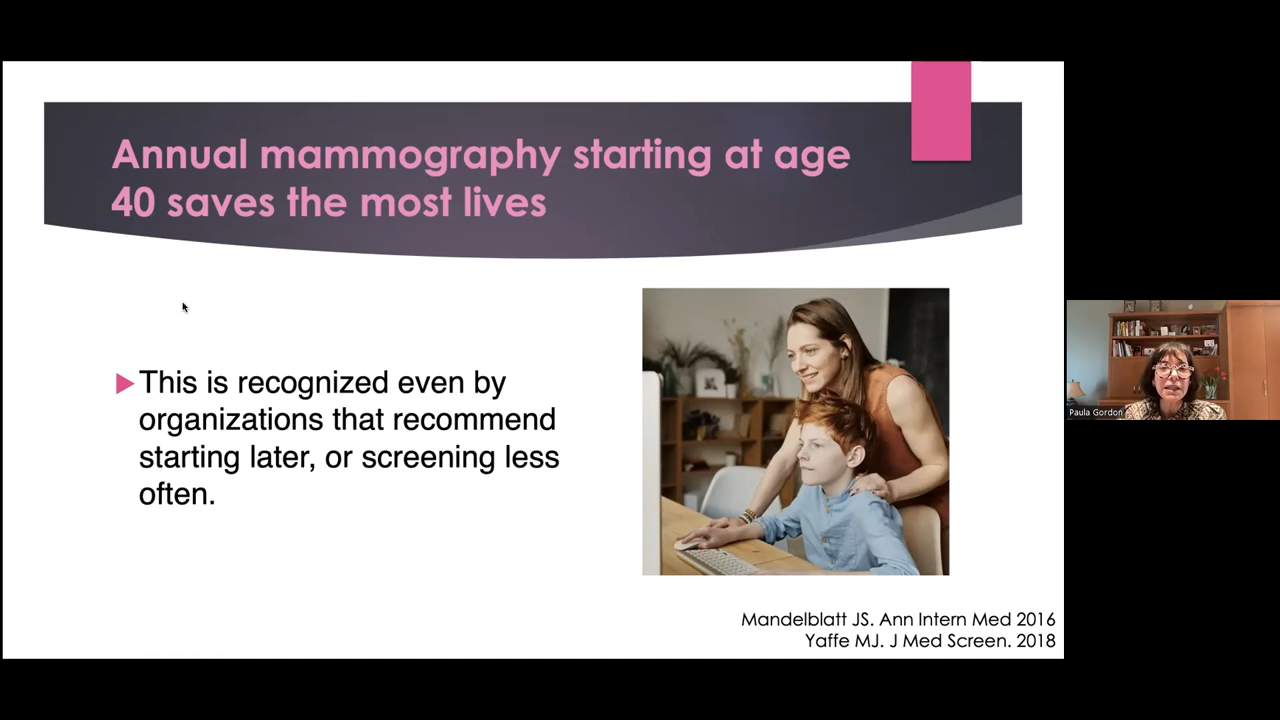 Annual mammography starting at age
40 saves the most lives
This is recognized even by
organizations that recommend
starting later, or screening less
often.
Mandelblatt JS. Ann Intern Med 2016
Yaffe MJ. J Med Screen. 2018
Paula Gordon